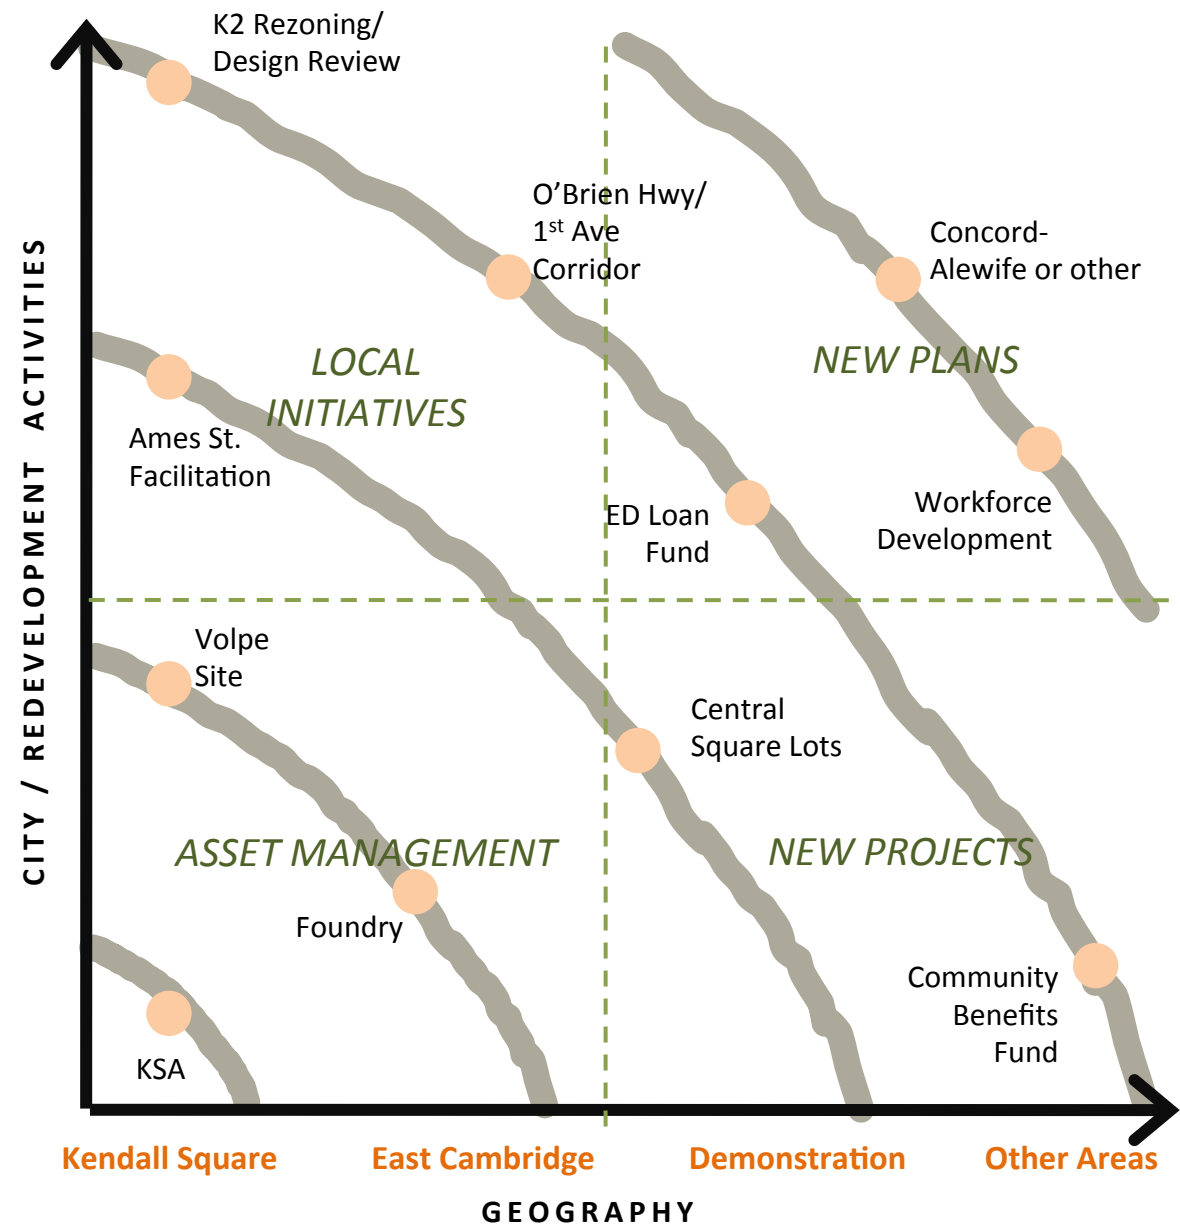 K2 Rezoning/
Design Review
O’Brien Hwy/
1st Ave
Corridor
Concord-
Alewife or other
LOCAL
INITIATIVES
NEW PLANS
Ames St.
Facilitation
ED Loan
Fund
Workforce
Development
CITY / REDEVELOPMENT ACTIVITIES
Volpe
Site
Central
Square Lots
ASSET MANAGEMENT
NEW PROJECTS
Foundry
Community
Benefits
Fund
KSA
Kendall Square
East Cambridge
Demonstration
Other Areas
GEOGRAPHY